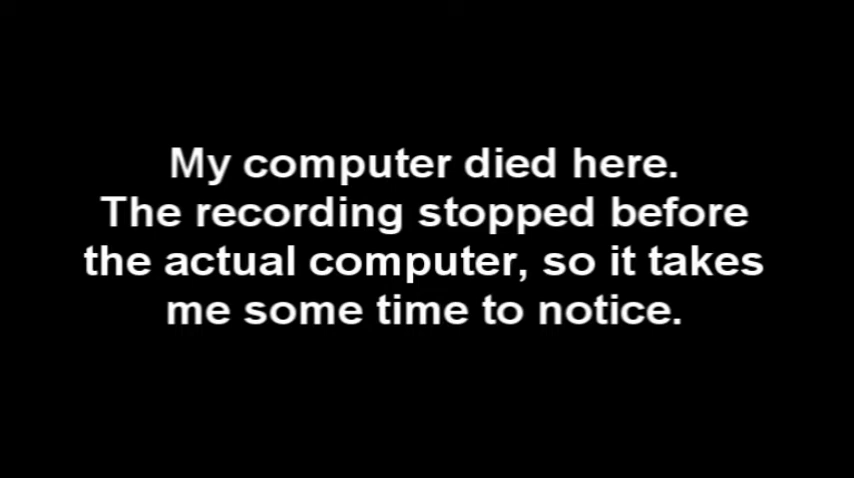 My computer died here.
The recording stopped before
the actual computer, so it takes
me some time to notice.